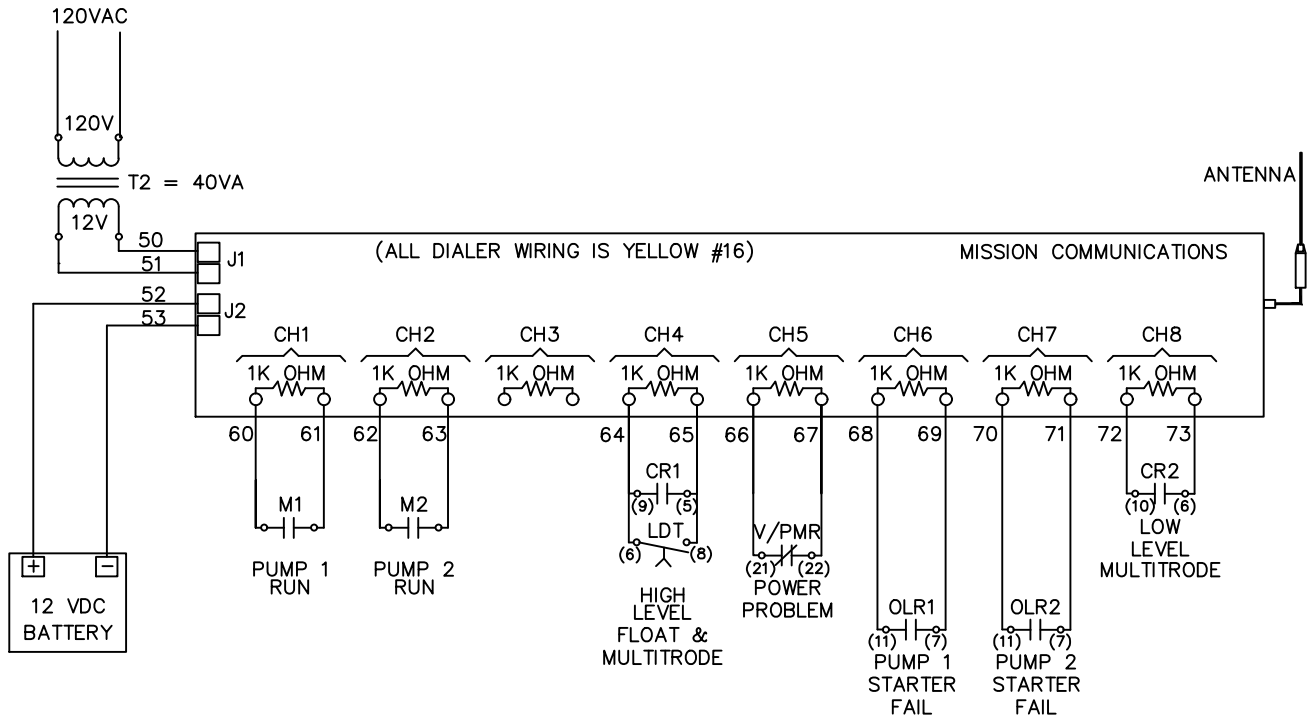 120VAC
120V
T2 = 40VA
12V
50
51
52
53
J1
J2
(ALL DIALER WIRING IS YELLOW #16)
MISSION COMMUNICATIONS
ANTENNA
CH1
CH2
CH3
CH4
CH5
CH6
CH7
CH8
1K OHM
1K OHM
1K OHM
1K OHM
1K OHM
1K OHM
1K OHM
1K OHM
60
61
62
63
64
65
66
67
68
69
70
71
72
73
M1
PUMP 1
RUN
M2
PUMP 2
RUN
CR1
(9)
(5)
LDT
(6)
(8)
HIGH
LEVEL
FLOAT &
MULTITRODE
V/PMR
(21)
(22)
POWER
PROBLEM
OLR1
(11)
(7)
PUMP 1
STARTER
FAIL
OLR2
(11)
(7)
PUMP 2
STARTER
FAIL
CR2
(10)
(6)
LOW
LEVEL
MULTITRODE
+
−
12 VDC
BATTERY